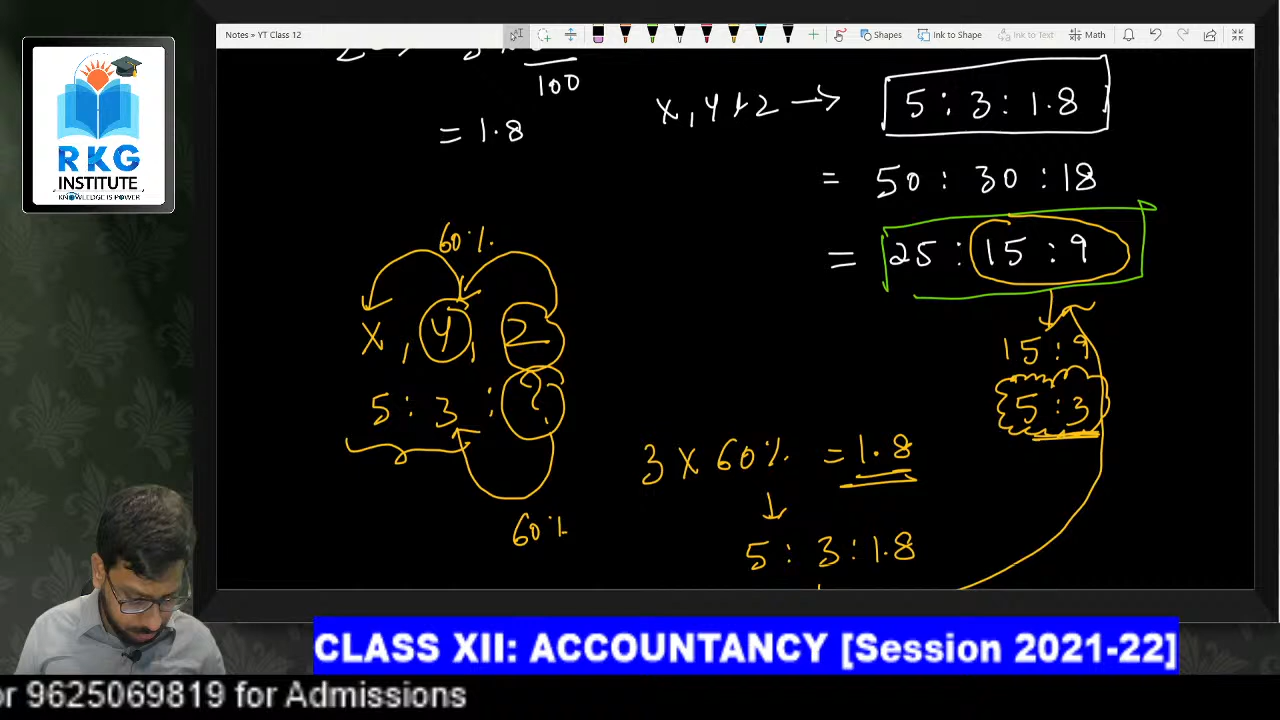 Notes » YT Class 12
Shapes
Ink to Shape
Ink to Text
Math
100
= 1.8
X, Y & Z → 5 : 3 : 1.8
= 50 : 30 : 18
= 25 : 15 : 9
15 : 9
5 : 3
60%
X, Y, Z
5 : 3 : ?
60%
3 X 60% = 1.8
5 : 3 : 1.8
RKG
INSTITUTE
KNOWLEDGE IS POWER
CLASS XII: ACCOUNTANCY [Session 2021-22]
or 9625069819 for Admissions